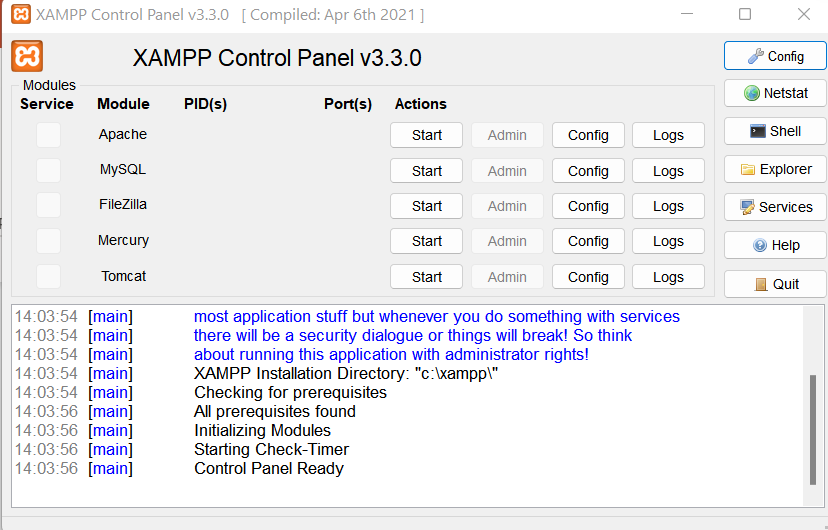 XAMPP Control Panel v3.3.0 [ Compiled: Apr 6th 2021 ]
XAMPP Control Panel v3.3.0
Config
Modules
Netstat
Service Module PID(s) Port(s) Actions
Apache Start Admin Config Logs
Shell
MySQL Start Admin Config Logs
Explorer
FileZilla Start Admin Config Logs
Services
Mercury Start Admin Config Logs
Help
Tomcat Start Admin Config Logs
Quit
14:03:54 [main] most application stuff but whenever you do something with services
14:03:54 [main] there will be a security dialogue or things will break! So think
14:03:54 [main] about running this application with administrator rights!
14:03:54 [main] XAMPP Installation Directory: "c:\xampp\"
14:03:54 [main] Checking for prerequisites
14:03:56 [main] All prerequisites found
14:03:56 [main] Initializing Modules
14:03:56 [main] Starting Check-Timer
14:03:56 [main] Control Panel Ready